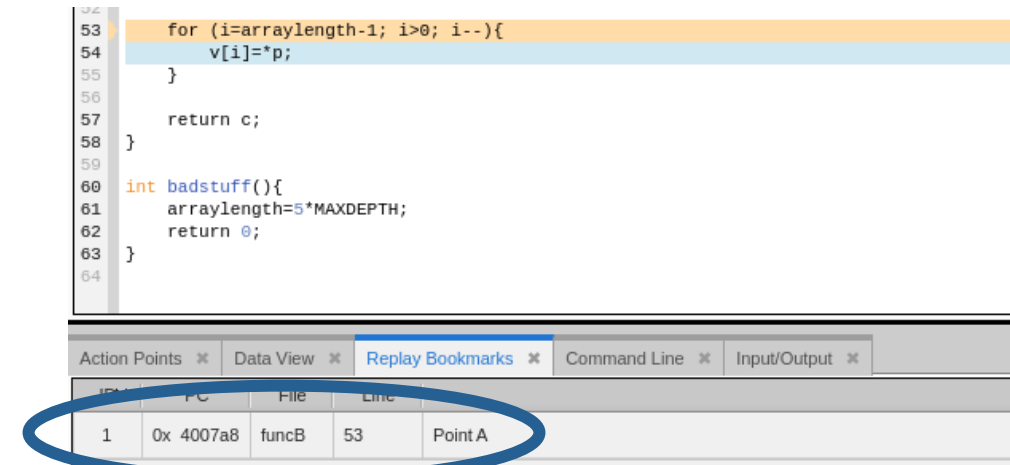 52
53 for (i=arraylength-1; i>0; i--){
54 v[i]=*p;
55 }
56
57 return c;
58 }
59
60 int badstuff(){
61 arraylength=5*MAXDEPTH;
62 return 0;
63 }
64
Action Points Data View Replay Bookmarks Command Line Input/Output
PC File Line
1 0x 4007a8 funcB 53 Point A